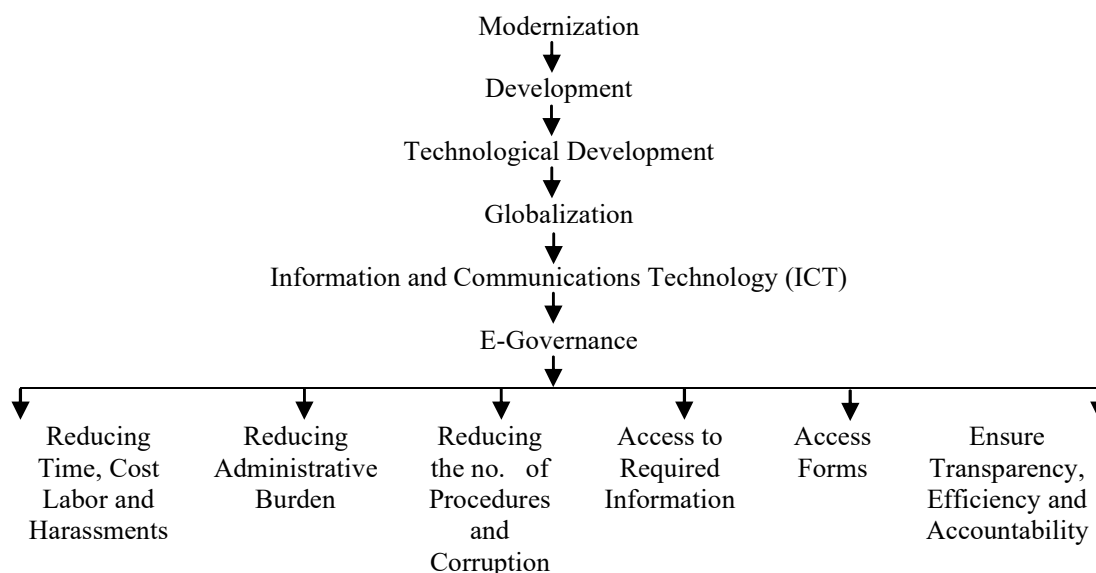 Modernization
Development
Technological Development
Globalization
Information and Communications Technology (ICT)
E-Governance
Reducing
Time, Cost
Labor and
Harassments
Reducing
Administrative
Burden
Reducing
the no. of
Procedures
and
Corruption
Access to
Required
Information
Access
Forms
Ensure
Transparency,
Efficiency and
Accountability